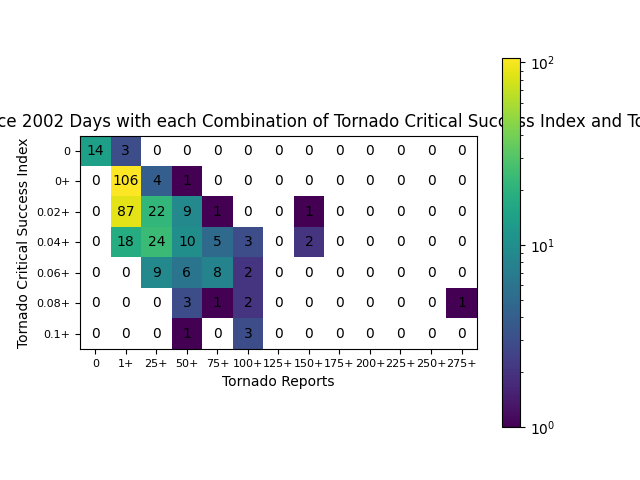 ce 2002 Days with each Combination of Tornado Critical Success Index and To
Tornado Critical Success Index
0 14 3 0 0 0 0 0 0 0 0 0 0 0
0+ 0 106 4 1 0 0 0 0 0 0 0 0 0
0.02+ 0 87 22 9 1 0 0 1 0 0 0 0 0
0.04+ 0 18 24 10 5 3 0 2 0 0 0 0 0
0.06+ 0 0 9 6 8 2 0 0 0 0 0 0 0
0.08+ 0 0 0 3 1 2 0 0 0 0 0 0 1
0.1+ 0 0 0 1 0 3 0 0 0 0 0 0 0
0 1+ 25+ 50+ 75+ 100+ 125+ 150+ 175+ 200+ 225+ 250+ 275+
Tornado Reports
10²
10¹
10⁰